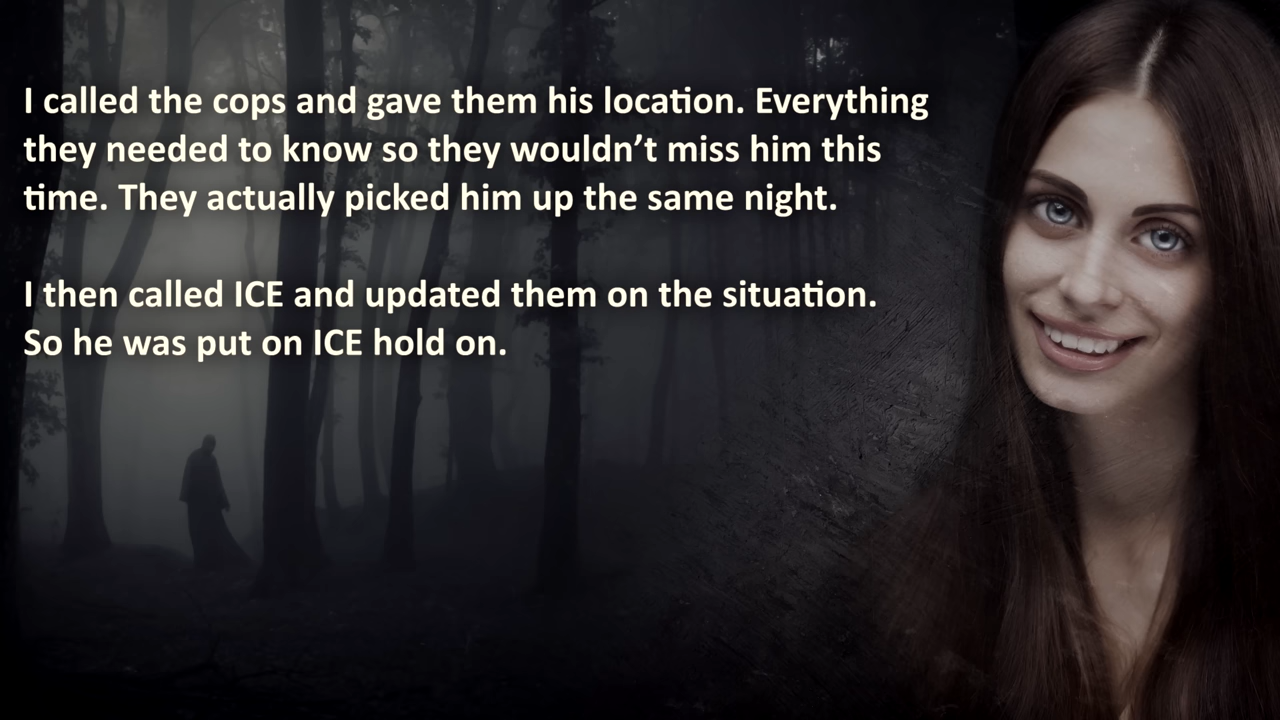 I called the cops and gave them his location. Everything
they needed to know so they wouldn’t miss him this
time. They actually picked him up the same night.
I then called ICE and updated them on the situation.
So he was put on ICE hold on.